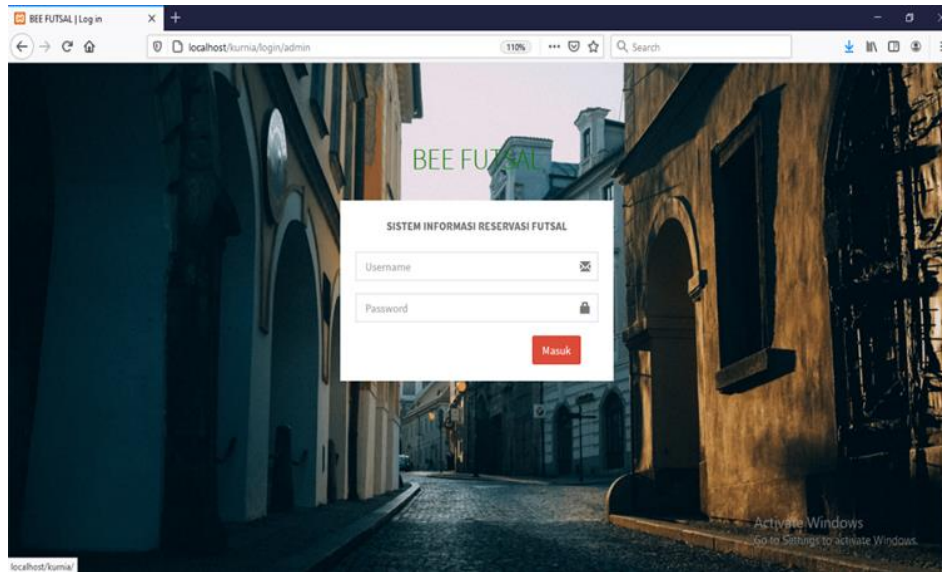 BEE FUTSAL | Log in
localhost/kurnia/login/admin
110%
Search
BEE FUTSAL
SISTEM INFORMASI RESERVASI FUTSAL
Username
Password
Masuk
Activate Windows
Go to Settings to activate Windows.
localhost/kurnia/